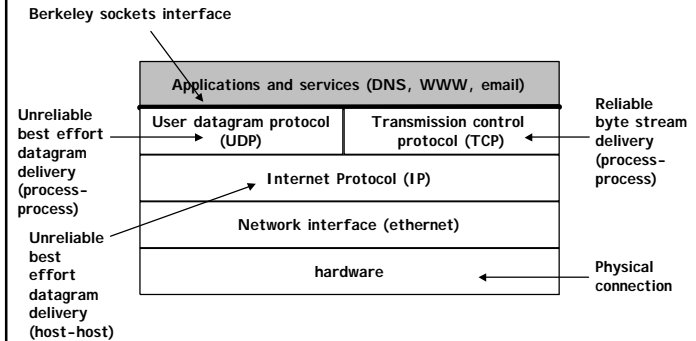 Berkeley sockets interface
Applications and services (DNS, WWW, email)
Unreliable
best effort
datagram
delivery
(process-
process)
User datagram protocol
(UDP)
Transmission control
protocol (TCP)
Reliable
byte stream
delivery
(process-
process)
Internet Protocol (IP)
Network interface (ethernet)
Unreliable
best
effort
datagram
delivery
(host-host)
hardware
Physical
connection